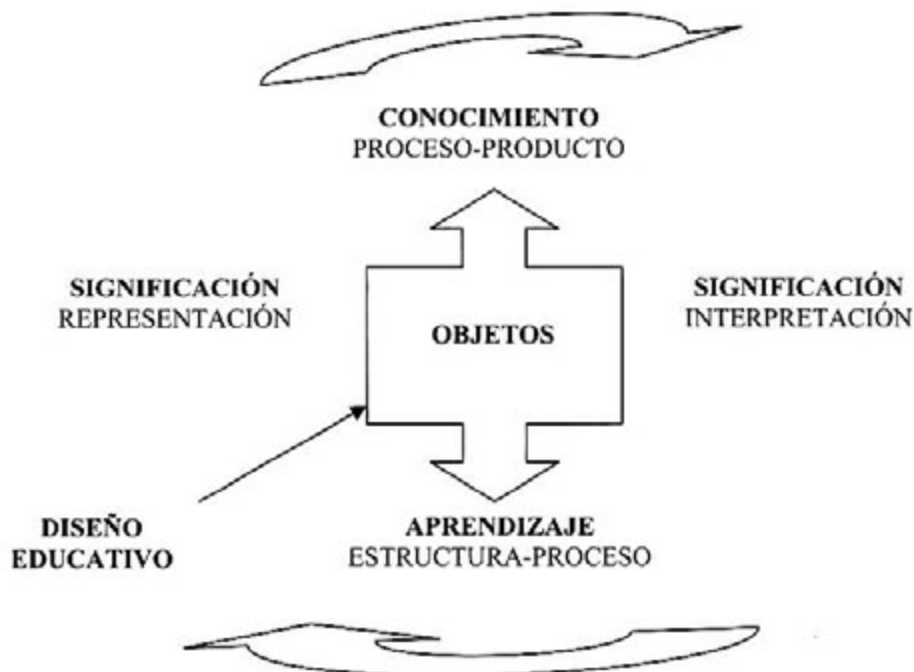 CONOCIMIENTO
PROCESO-PRODUCTO
SIGNIFICACIÓN
REPRESENTACIÓN
OBJETOS
SIGNIFICACIÓN
INTERPRETACIÓN
DISEÑO
EDUCATIVO
APRENDIZAJE
ESTRUCTURA-PROCESO